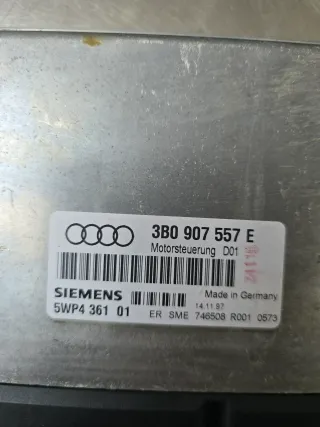 3B0 907 557 E
Motorsteuerung D01
24116
SIEMENS
Made in Germany
5WP4 361 01
14.11.97
ER SME 746508 R001 0573